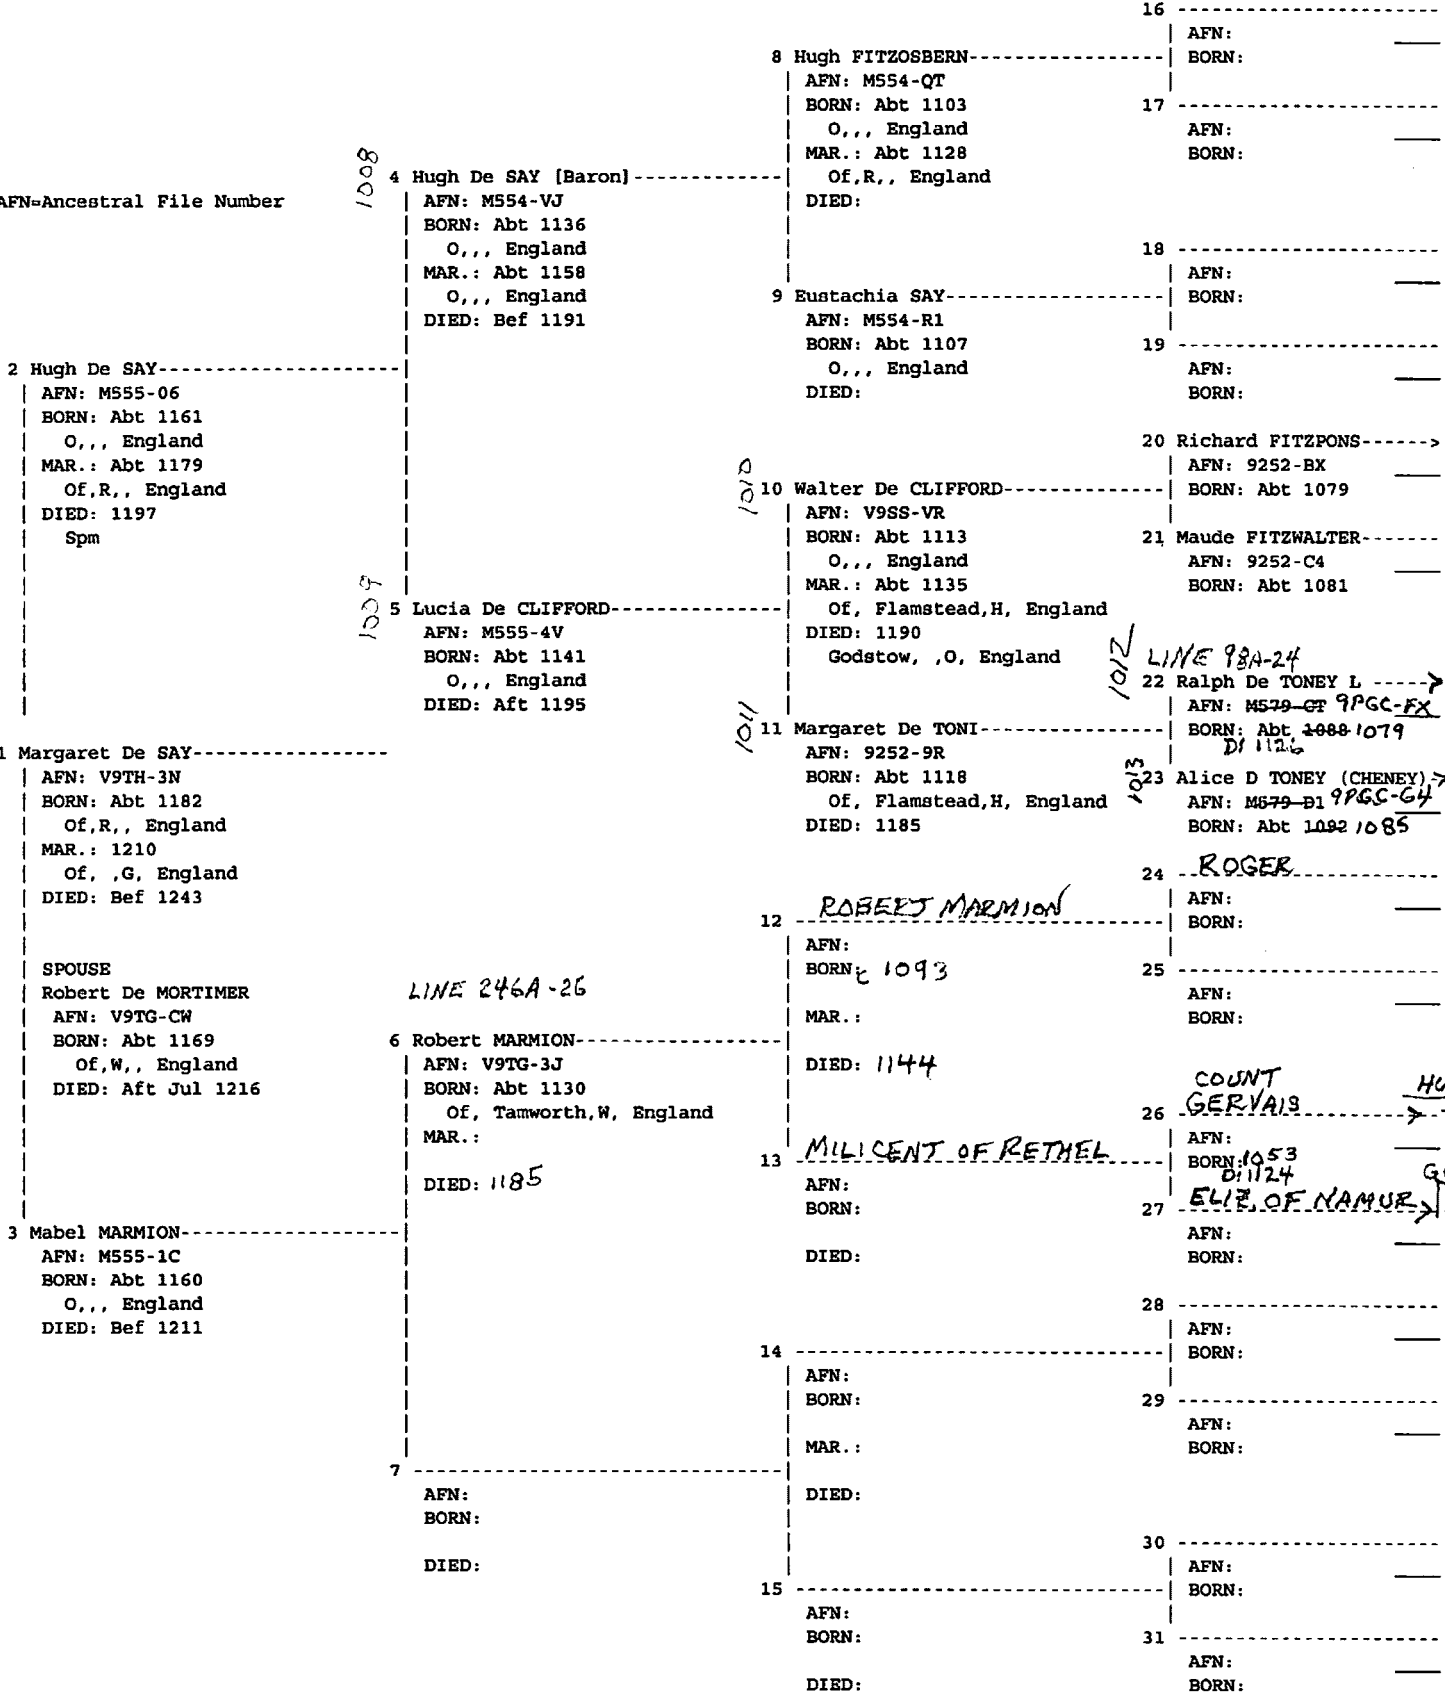 AFN=Ancestral File Number
1 Margaret De SAY
AFN: V9TH-3N
BORN: Abt 1182
Of,R,, England
MAR.: 1210
Of, ,G, England
DIED: Bef 1243
SPOUSE
Robert De MORTIMER
AFN: V9TG-CW
BORN: Abt 1169
Of,W,, England
DIED: Aft Jul 1216
2 Hugh De SAY
AFN: M555-06
BORN: Abt 1161
O,,, England
MAR.: Abt 1179
Of,R,, England
DIED: 1197
Spm
3 Mabel MARMION
AFN: M555-1C
BORN: Abt 1160
O,,, England
DIED: Bef 1211
1008
4 Hugh De SAY [Baron]
AFN: M554-VJ
BORN: Abt 1136
O,,, England
MAR.: Abt 1158
O,,, England
DIED: Bef 1191
1009
5 Lucia De CLIFFORD
AFN: M555-4V
BORN: Abt 1141
O,,, England
DIED: Aft 1195
LINE 246A-26
6 Robert MARMION
AFN: V9TG-3J
BORN: Abt 1130
Of, Tamworth,W, England
MAR.:
DIED: 1185
7
AFN:
BORN:
DIED:
8 Hugh FITZOSBERN
AFN: M554-QT
BORN: Abt 1103
O,,, England
MAR.: Abt 1128
Of,R,, England
DIED:
9 Eustachia SAY
AFN: M554-R1
BORN: Abt 1107
O,,, England
DIED:
1010
10 Walter De CLIFFORD
AFN: V9SS-VR
BORN: Abt 1113
O,,, England
MAR.: Abt 1135
Of, Flamstead,H, England
DIED: 1190
Godstow, ,O, England
1011
11 Margaret De TONI
AFN: 9252-9R
BORN: Abt 1118
Of, Flamstead,H, England
DIED: 1185
12 ROBERT MARMION
AFN:
BORN: c 1093
MAR.:
DIED: 1144
13 MILICENT OF RETHEL
AFN:
BORN:
DIED:
14
AFN:
BORN:
MAR.:
DIED:
15
AFN:
BORN:
DIED:
16
AFN:
BORN:
17
AFN:
BORN:
18
AFN:
BORN:
19
AFN:
BORN:
20 Richard FITZPONS------>
AFN: 9252-BX
BORN: Abt 1079
21 Maude FITZWALTER
AFN: 9252-C4
BORN: Abt 1081
1012
LINE 98A-24
22 Ralph De TONEY L ----->
AFN: M579-CT 9PGC-FX
BORN: Abt 1088 1079
D: 1126
1013
23 Alice D TONEY (CHENEY) >
AFN: M579-D1 9PGC-G4
BORN: Abt 1092 1085
24 ROGER
AFN:
BORN:
25
AFN:
BORN:
COUNT
26 GERVAIS
AFN:
BORN: 1053
D: 1124
27 ELIZ. OF NAMUR
AFN:
BORN:
28
AFN:
BORN:
29
AFN:
BORN:
30
AFN:
BORN:
31
AFN:
BORN: